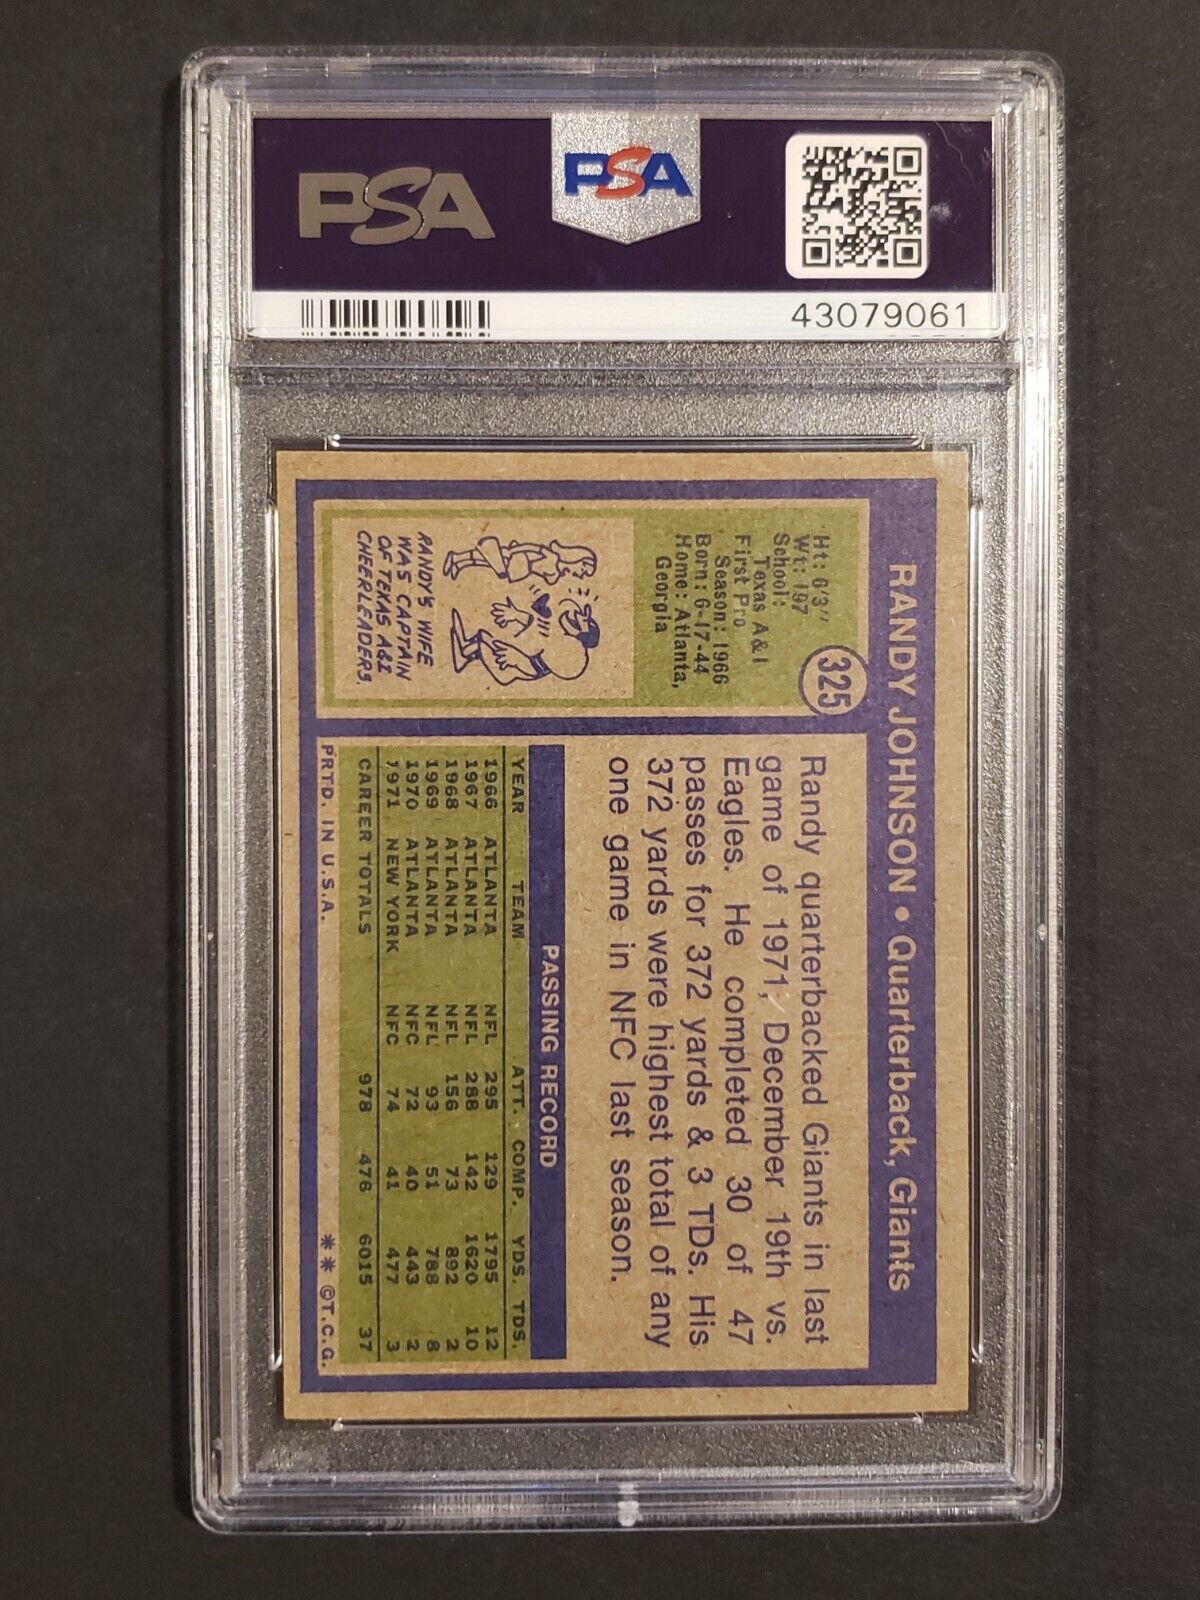 PSA
PSA
43079061
RANDY JOHNSON • Quarterback, Giants
325
Ht: 6'3"
Wt: 197
School:
Texas A&I
First Pro
Season: 1966
Born: 6-17-44
Home: Atlanta,
Georgia
RANDY'S WIFE
WAS CAPTAIN
OF TEXAS A&I
CHEERLEADERS.
Randy quarterbacked Giants in last
game of 1971, December 19th vs.
Eagles. He completed 30 of 47
passes for 372 yards & 3 TDs. His
372 yards were highest total of any
one game in NFC last season.
PASSING RECORD
YEAR TEAM ATT. COMP. YDS. TDS.
1966 ATLANTA NFL 295 129 1795 12
1967 ATLANTA NFL 288 142 1620 10
1968 ATLANTA NFL 156 73 892 2
1969 ATLANTA NFL 93 51 788 8
1970 ATLANTA NFC 72 40 443 2
1971 NEW YORK NFC 74 41 477 3
CAREER TOTALS 978 476 6015 37
PRTD. IN U.S.A. ** ©T.C.G.